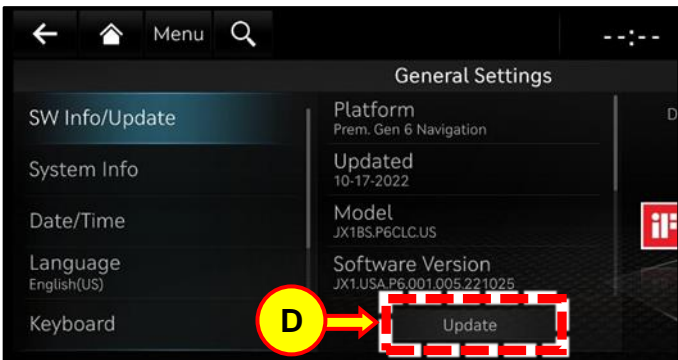 Menu
--:--
General Settings
SW Info/Update
System Info
Date/Time
Language
English(US)
Keyboard
Platform
Prem. Gen 6 Navigation
Updated
10-17-2022
Model
JX1BS.P6CLC.US
Software Version
JX1.USA.P6.001.005.221025
D
Update
D
iF